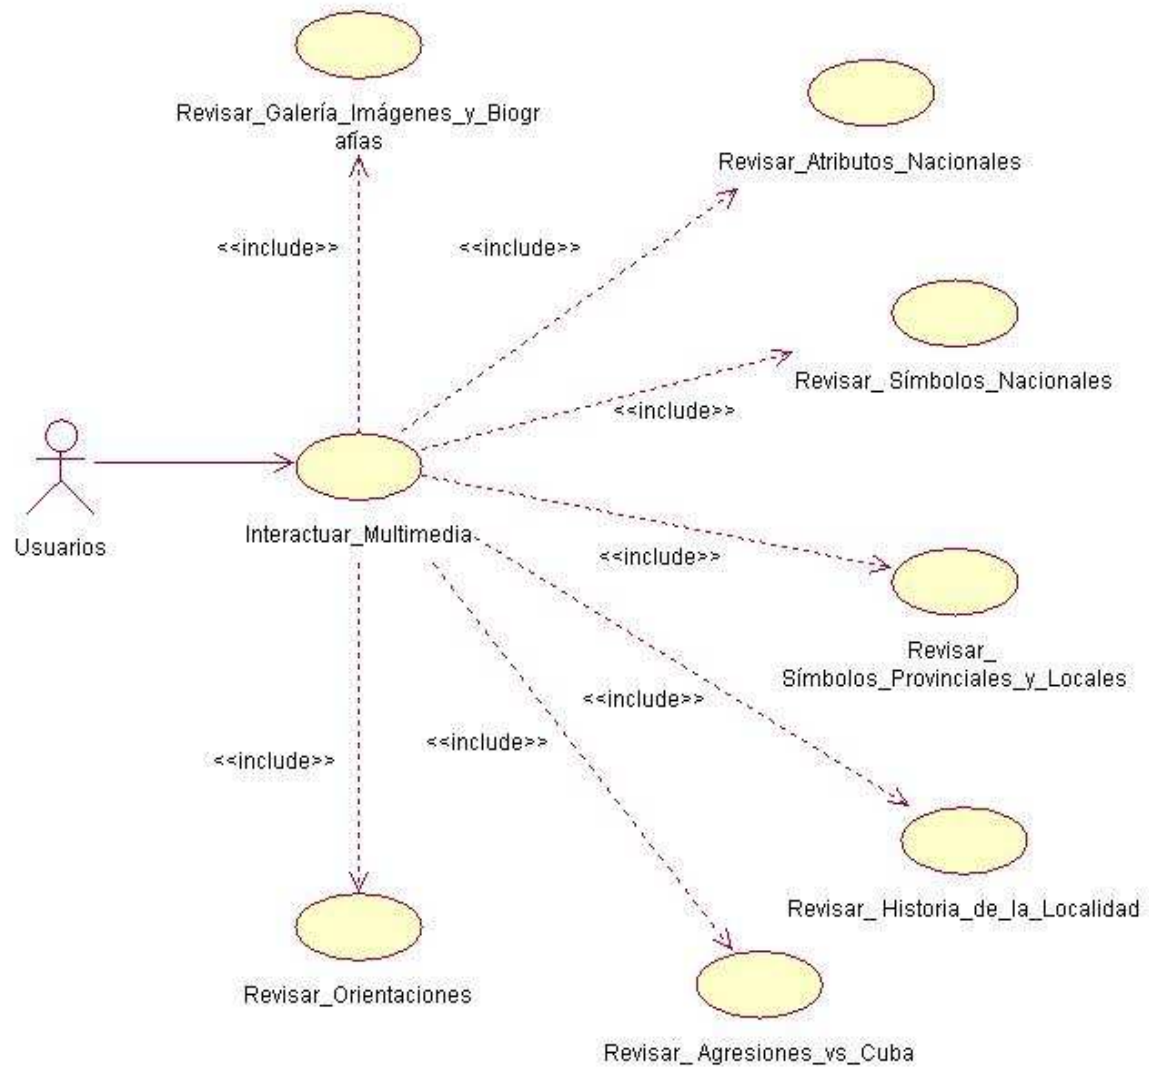 Revisar_Galería_Imágenes_y_Biogr
afías
Revisar_Atributos_Nacionales
<<include>>
<<include>>
Revisar_ Símbolos_Nacionales
<<include>>
Usuarios
Interactuar_Multimedia
<<include>>
Revisar_
Símbolos_Provinciales_y_Locales
<<include>>
<<include>>
<<include>>
Revisar_ Historia_de_la_Localidad
Revisar_Orientaciones
Revisar_ Agresiones_vs_Cuba